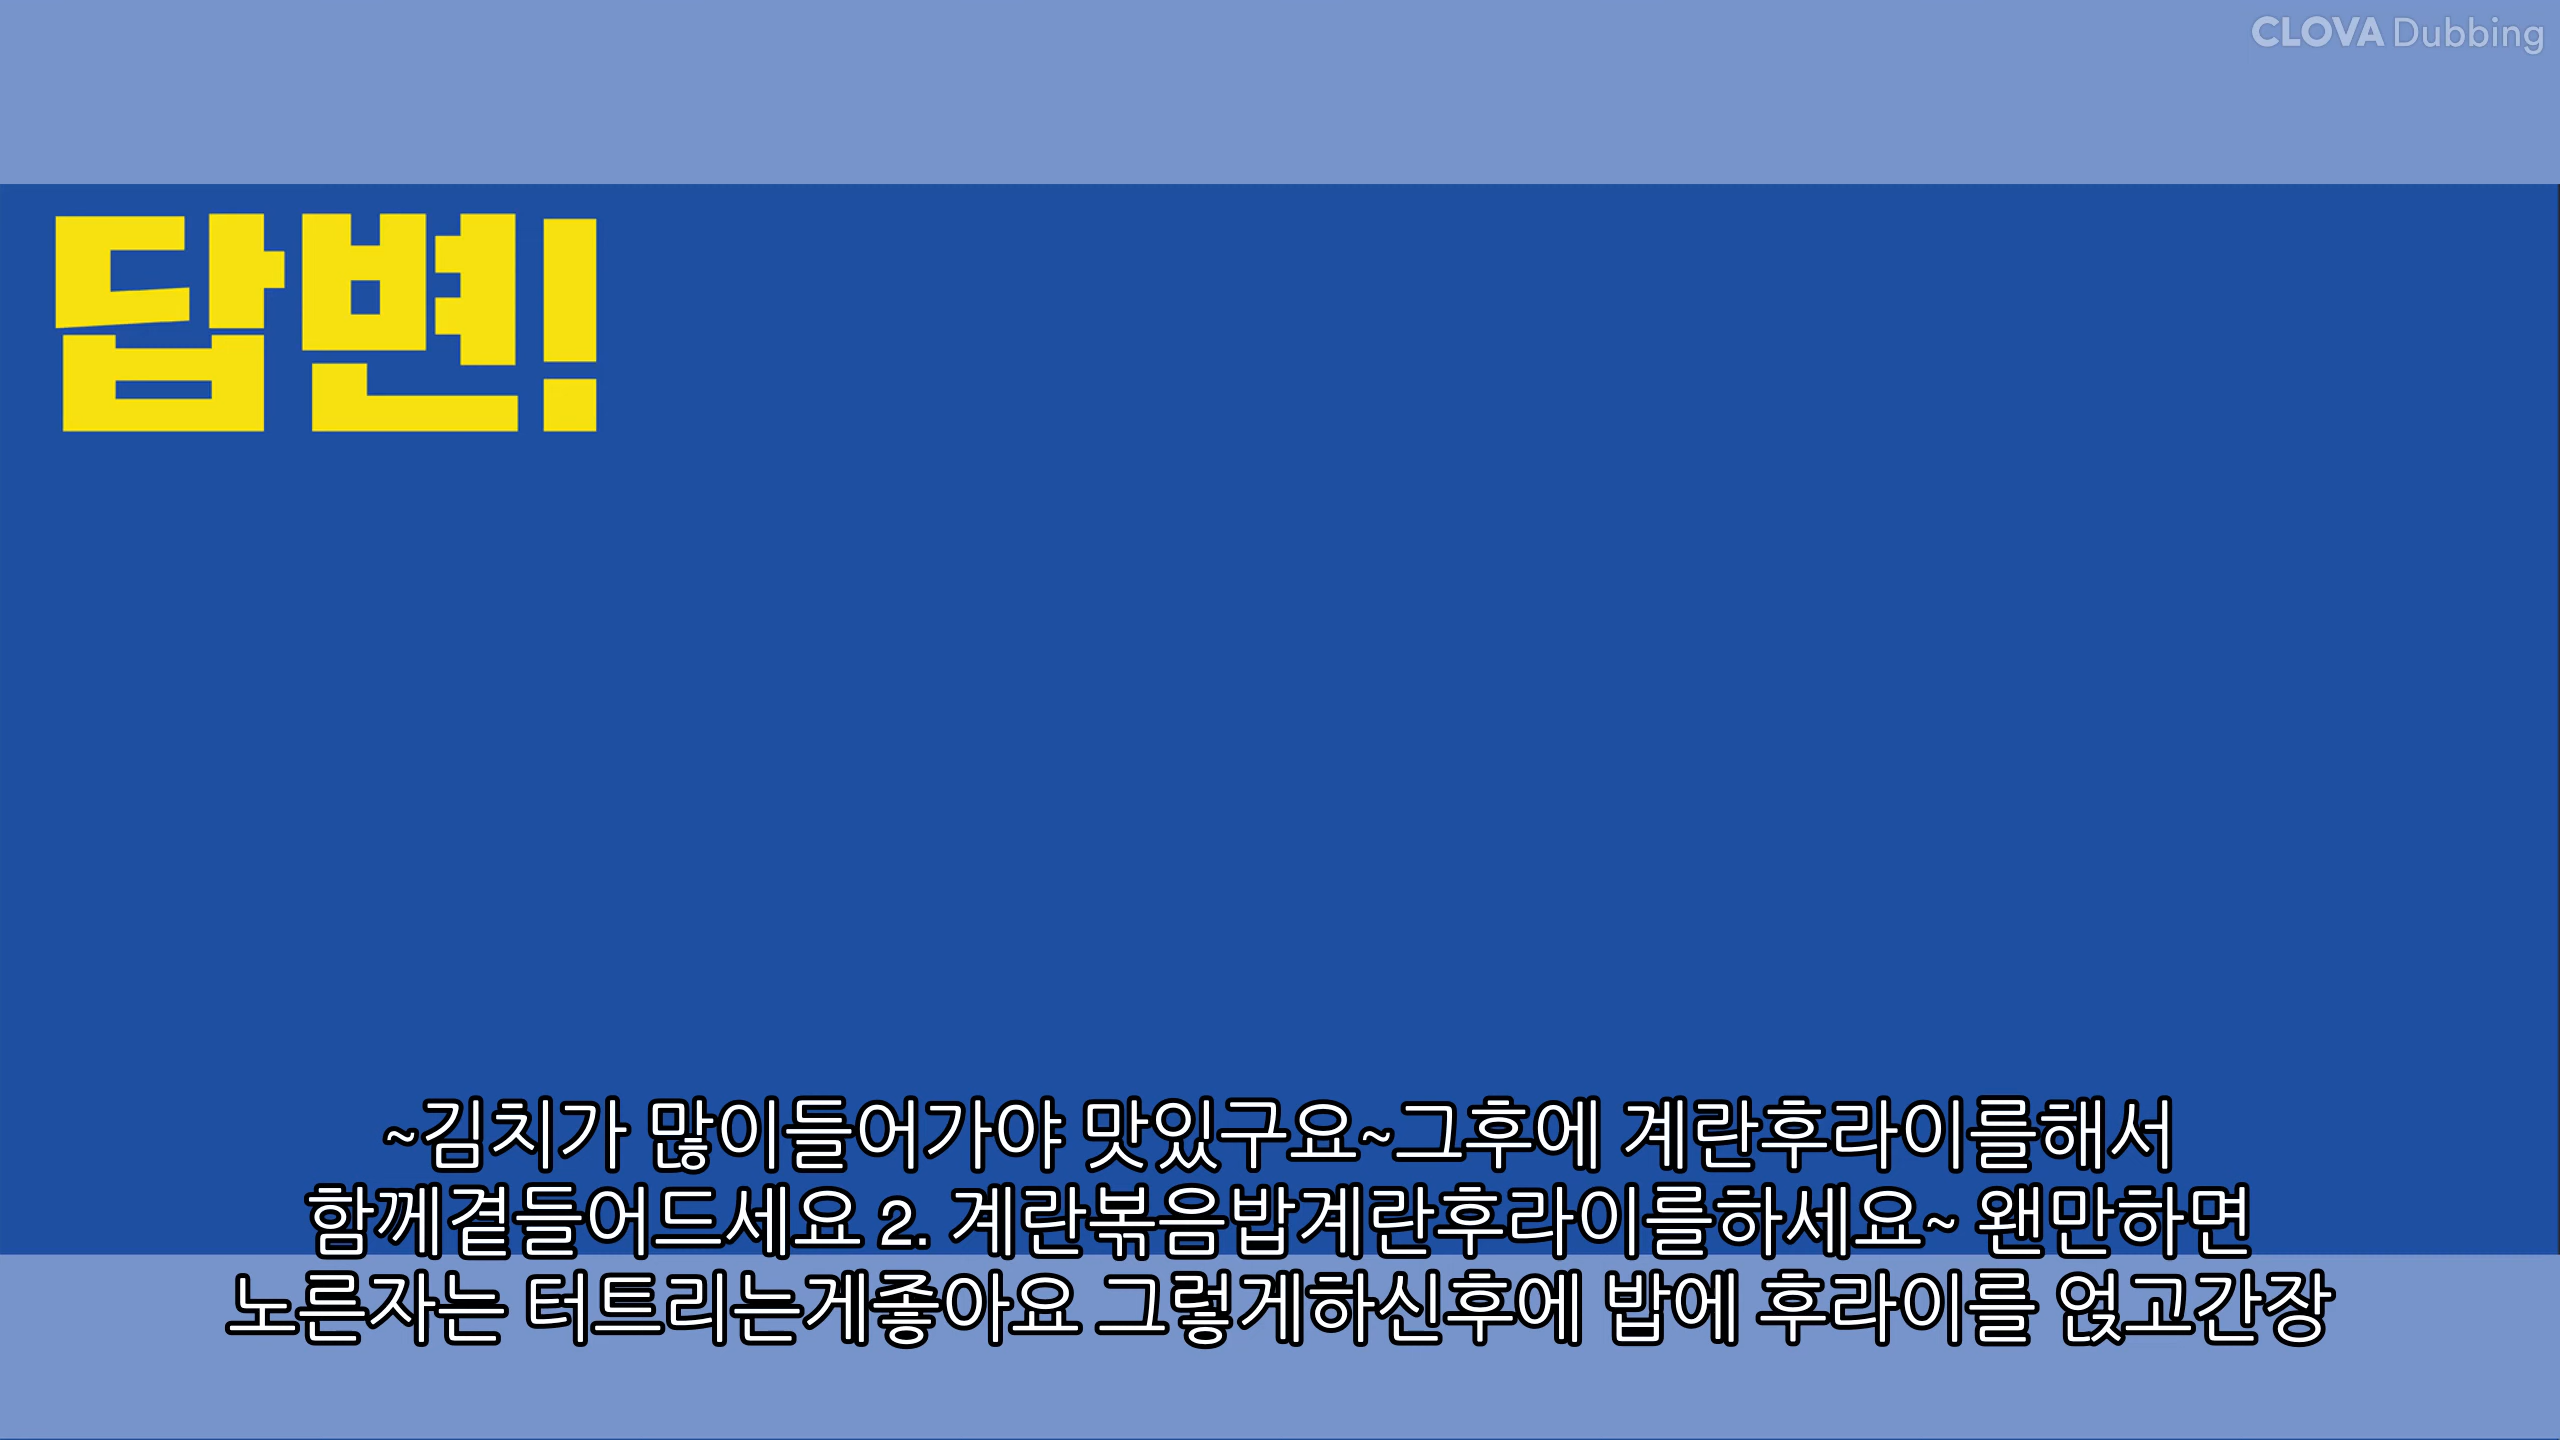 CLOVA Dubbing
답변!
~김치가 많이들어가야 맛있구요~그후에 계란후라이를해서
함께곁들어드세요 2. 계란볶음밥계란후라이를하세요~ 왠만하면
노른자는 터트리는게좋아요 그렇게하신후에 밥에 후라이를 얹고간장